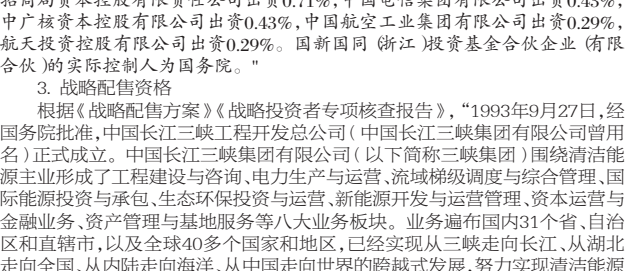 招商局资本控股有限责任公司出资0.71%,中国电信集团有限公司出资0.43%,
中广核资本控股有限公司出资0.43%,中国航空工业集团有限公司出资0.29%,
航天投资控股有限公司出资0.29%。国新国同(浙江)投资基金合伙企业(有限
合伙)的实际控制人为国务院。"
3. 战略配售资格
根据《战略配售方案》《战略投资者专项核查报告》,“1993年9月27日,经
国务院批准,中国长江三峡工程开发总公司(中国长江三峡集团有限公司曾用
名)正式成立。中国长江三峡集团有限公司(以下简称三峡集团)围绕清洁能
源主业形成了工程建设与咨询、电力生产与运营、流域梯级调度与综合管理、国
际能源投资与承包、生态环保投资与运营、新能源开发与运营管理、资本运营与
金融业务、资产管理与基地服务等八大业务板块。业务遍布国内31个省、自治
区和直辖市,以及全球40多个国家和地区,已经实现从三峡走向长江、从湖北
走向全国、从内陆走向海洋、从中国走向世界的跨越式发展,努力实现清洁能源